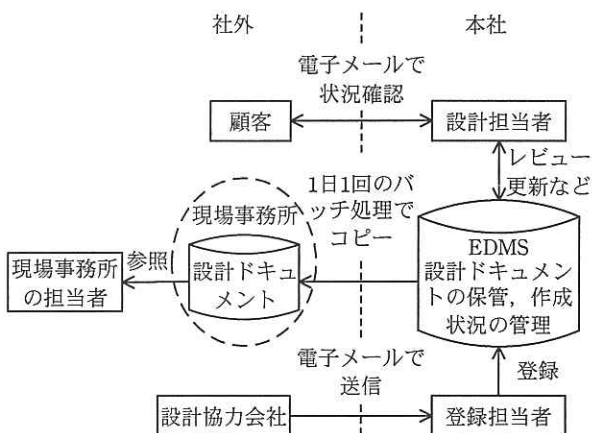 社外
本社
電子メールで
状況確認
顧客
設計担当者
レビュー
更新など
1日1回のバ
ッチ処理で
コピー
現場事務所
現場事務所
の担当者
参照
設計ドキュ
メント
EDMS
設計ドキュメン
トの保管，作成
状況の管理
電子メールで
送信
登録
設計協力会社
登録担当者